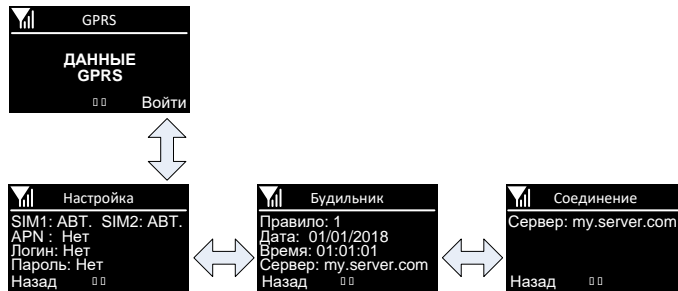 GPRS
ДАННЫЕ
GPRS
▯▯ Войти
Настройка
SIM1: АВТ. SIM2: АВТ.
APN : Нет
Логин: Нет
Пароль: Нет
Назад ▯▯
Будильник
Правило: 1
Дата: 01/01/2018
Время: 01:01:01
Сервер: my.server.com
Назад ▯▯
Соединение
Сервер: my.server.com
Назад ▯▯